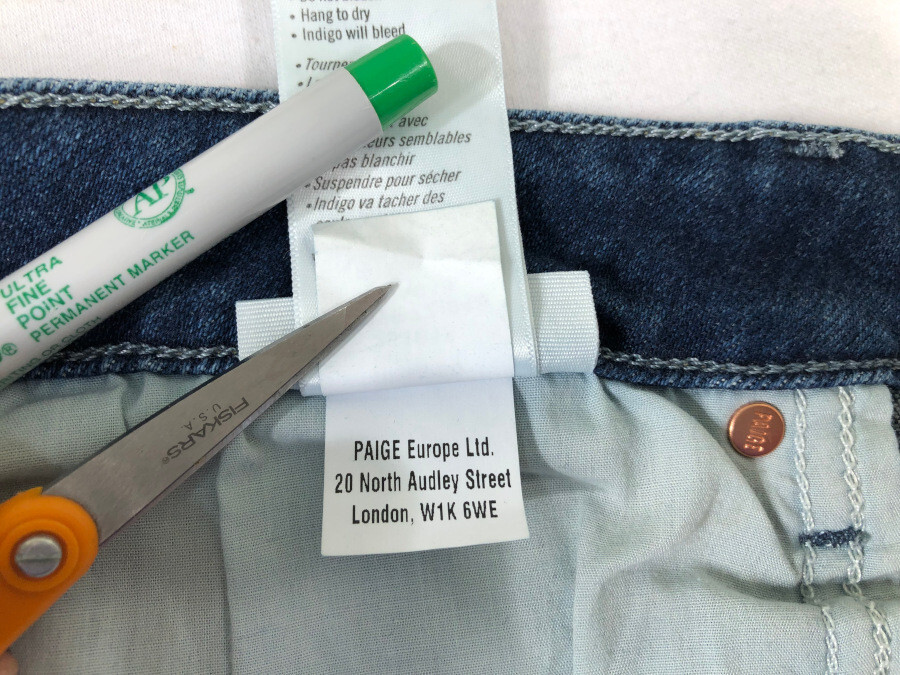 • Hang to dry
• Indigo will bleed
• Tourne
avec
eurs semblables
pas blanchir
• Suspendre pour sécher
• Indigo va tacher des
AP
ULTRA
FINE
POINT
PERMANENT MARKER
FISKARS
U.S.A
PAIGE
PAIGE Europe Ltd.
20 North Audley Street
London, W1K 6WE